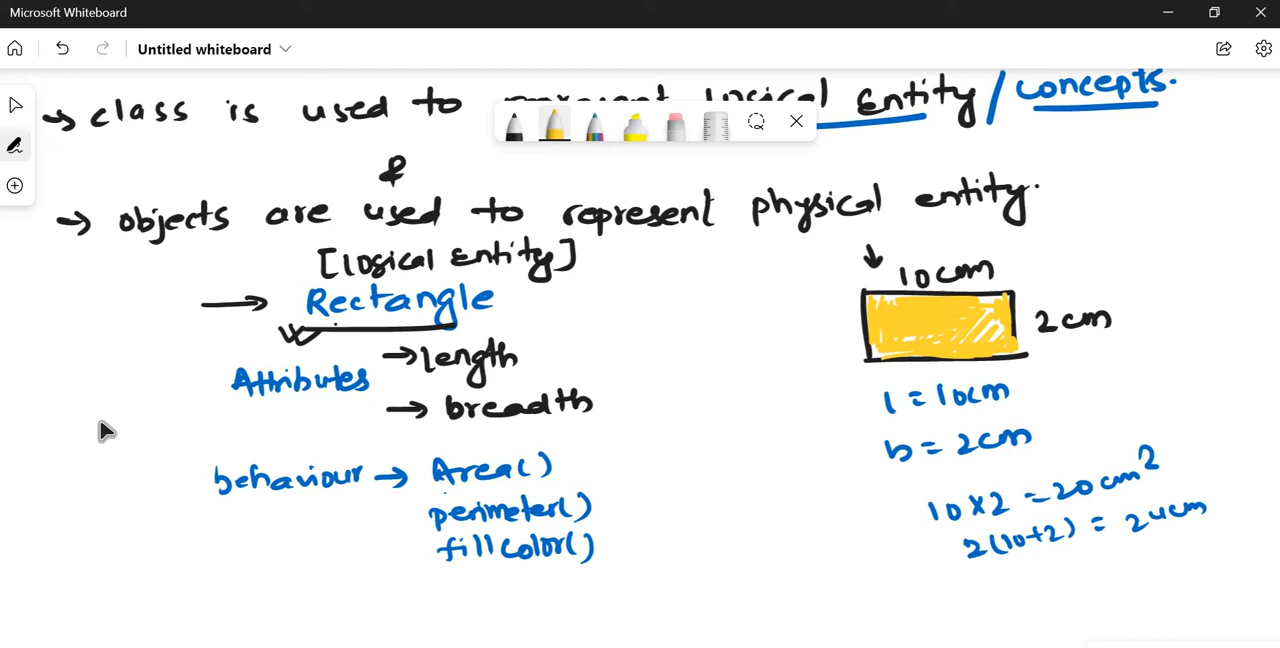 Microsoft Whiteboard
Untitled whiteboard
→ class is used to represent logical Entity / concepts.
&
→ objects are used to represent physical entity.
[logical Entity]
→ Rectangle
Attributes → length
→ breadth
behaviour → Area()
perimeter()
fillcolor()
↓ 10cm
2cm
l = 10cm
b = 2cm
10 x 2 = 20cm²
2(10+2) = 24cm